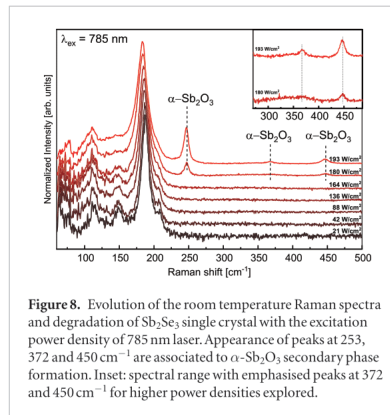 λex = 785 nm
193 W/cm²
180 W/cm²
300 350 400 450
α–Sb₂O₃
α–Sb₂O₃ α–Sb₂O₃
Normalized Intensity [arb. units]
193 W/cm²
180 W/cm²
164 W/cm²
136 W/cm²
88 W/cm²
42 W/cm²
21 W/cm²
50 100 150 200 250 300 350 400 450 500
Raman shift [cm⁻¹]
Figure 8. Evolution of the room temperature Raman spectra
and degradation of Sb₂Se₃ single crystal with the excitation
power density of 785 nm laser. Appearance of peaks at 253,
372 and 450 cm⁻¹ are associated to α-Sb₂O₃ secondary phase
formation. Inset: spectral range with emphasised peaks at 372
and 450 cm⁻¹ for higher power densities explored.